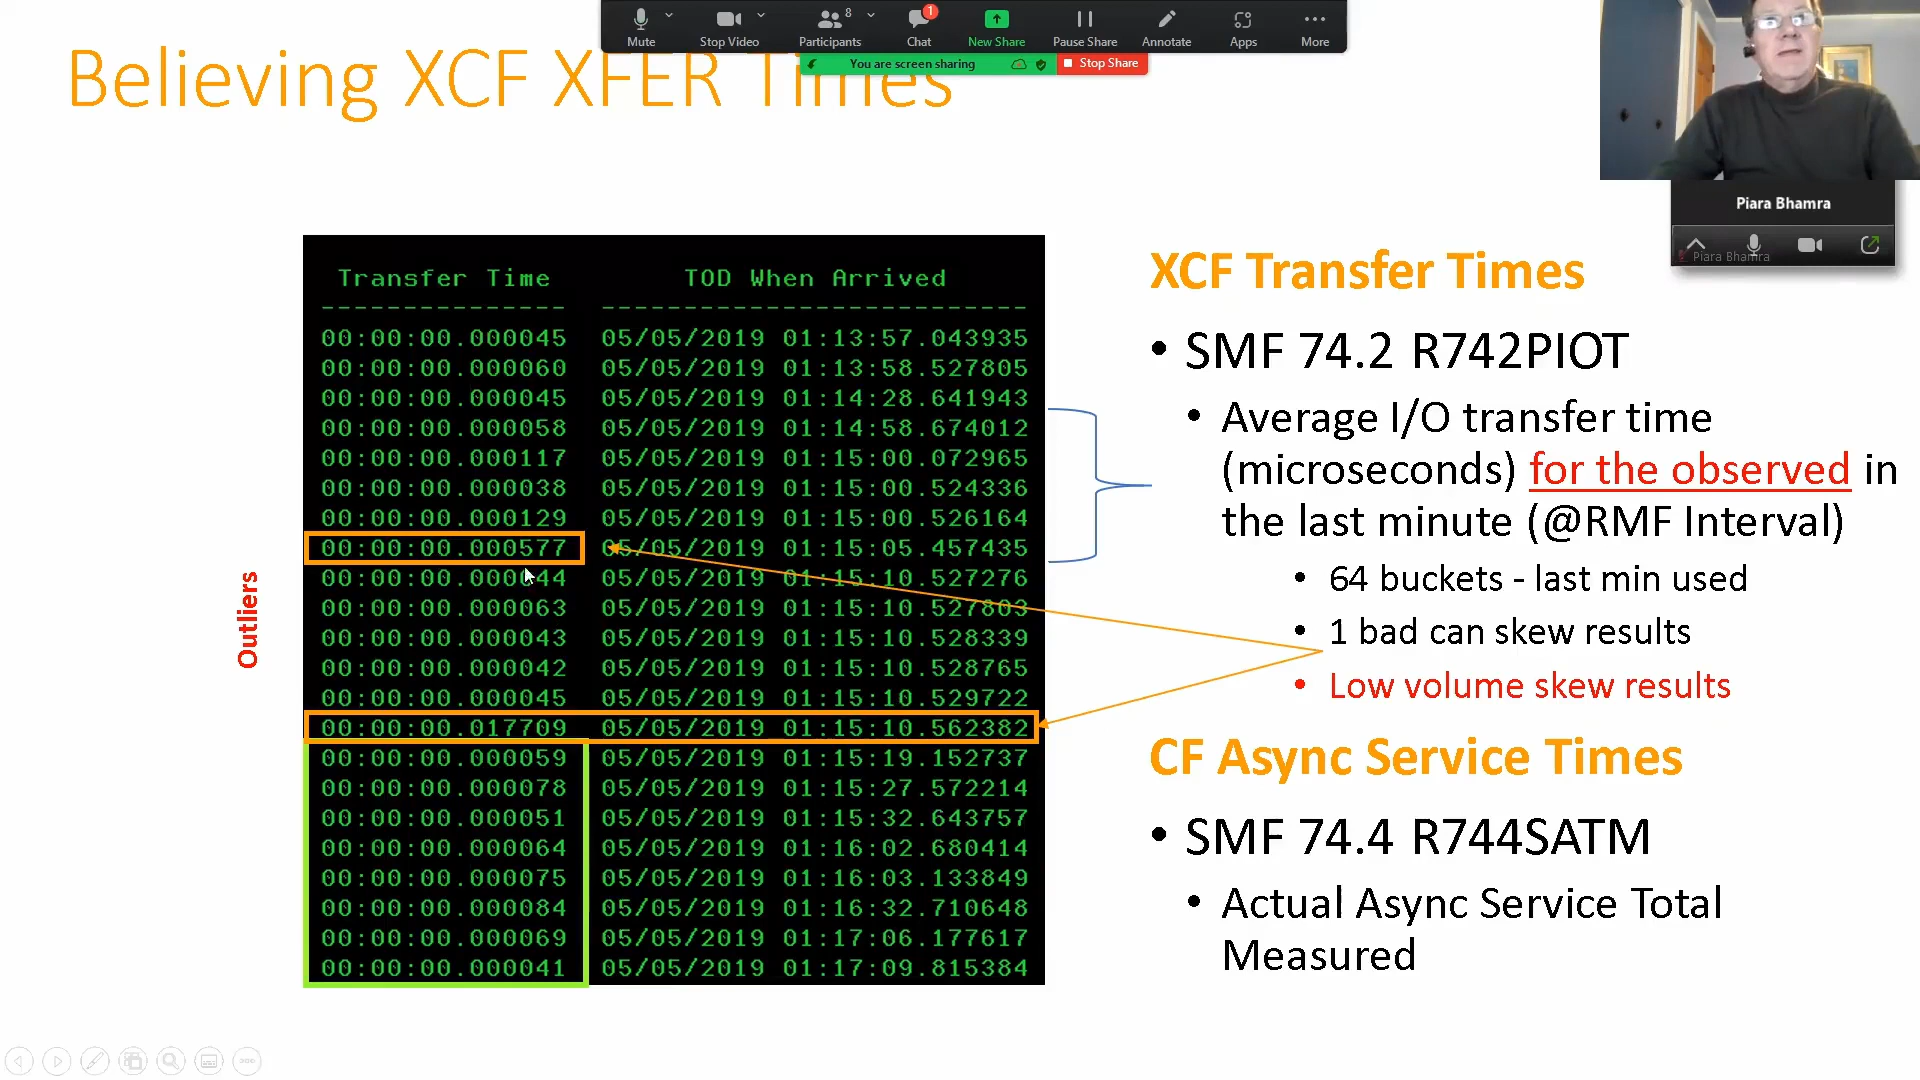 Mute
Stop Video
8
Participants
1
Chat
New Share
Pause Share
Annotate
Apps
More
You are screen sharing
Stop Share
Believing XCF XFER Times
Piara Bhamra
Piara Bhamra
Transfer Time TOD When Arrived
--------------- --------------------------
00:00:00.000045 05/05/2019 01:13:57.043935
00:00:00.000060 05/05/2019 01:13:58.527805
00:00:00.000045 05/05/2019 01:14:28.641943
00:00:00.000058 05/05/2019 01:14:58.674012
00:00:00.000117 05/05/2019 01:15:00.072965
00:00:00.000038 05/05/2019 01:15:00.524336
00:00:00.000129 05/05/2019 01:15:00.526164
00:00:00.000577 05/05/2019 01:15:05.457435
00:00:00.000044 05/05/2019 01:15:10.527276
00:00:00.000063 05/05/2019 01:15:10.527803
00:00:00.000043 05/05/2019 01:15:10.528339
00:00:00.000042 05/05/2019 01:15:10.528765
00:00:00.000045 05/05/2019 01:15:10.529722
00:00:00.017709 05/05/2019 01:15:10.562382
00:00:00.000059 05/05/2019 01:15:19.152737
00:00:00.000078 05/05/2019 01:15:27.572214
00:00:00.000051 05/05/2019 01:15:32.643757
00:00:00.000064 05/05/2019 01:16:02.680414
00:00:00.000075 05/05/2019 01:16:03.133849
00:00:00.000084 05/05/2019 01:16:32.710648
00:00:00.000069 05/05/2019 01:17:06.177617
00:00:00.000041 05/05/2019 01:17:09.815384
Outliers
XCF Transfer Times
• SMF 74.2 R742PIOT
• Average I/O transfer time
(microseconds) for the observed in
the last minute (@RMF Interval)
• 64 buckets - last min used
• 1 bad can skew results
• Low volume skew results
CF Async Service Times
• SMF 74.4 R744SATM
• Actual Async Service Total
Measured